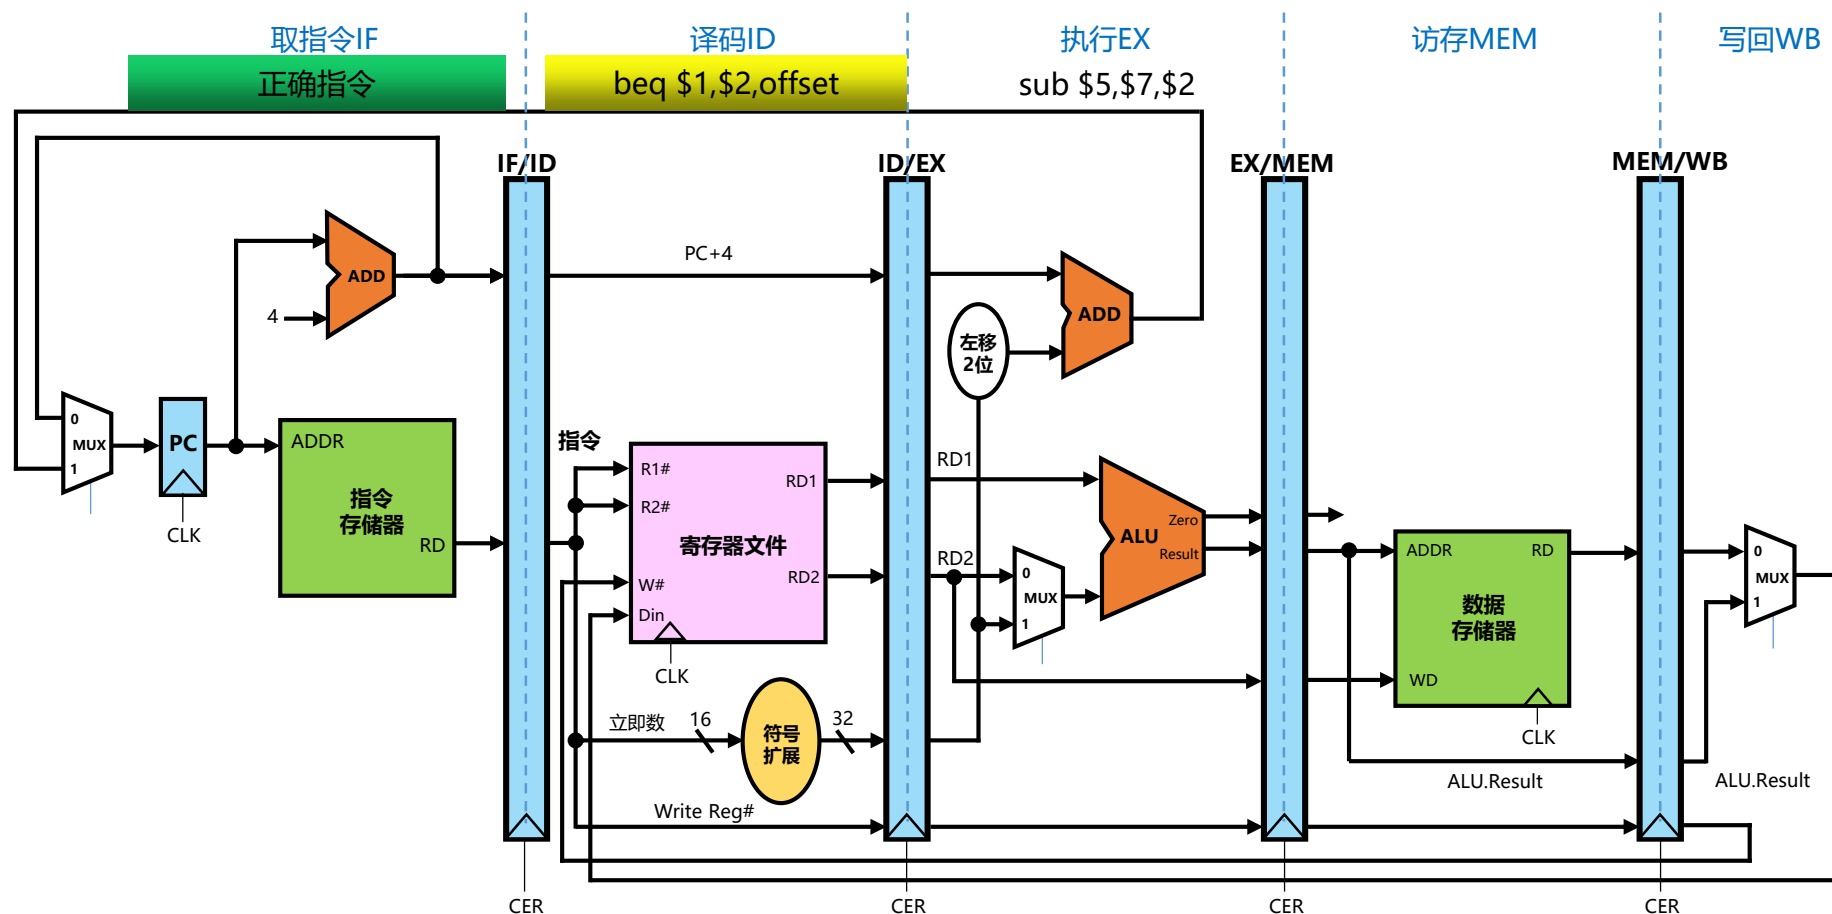 取指令IF
译码ID
执行EX
访存MEM
写回WB
正确指令
beq $1,$2,offset
sub $5,$7,$2
IF/ID
ID/EX
EX/MEM
MEM/WB
PC+4
ADD
4
ADD
左移
2位
0
MUX
1
PC
CLK
ADDR
指令
存储器
RD
指令
R1#
R2#
W#
Din
RD1
RD2
寄存器文件
CLK
RD1
RD2
0
MUX
1
ALU
Zero
Result
ADDR
RD
数据
存储器
WD
CLK
0
MUX
1
立即数
16
符号
扩展
32
ALU.Result
ALU.Result
Write Reg#
CER
CER
CER
CER